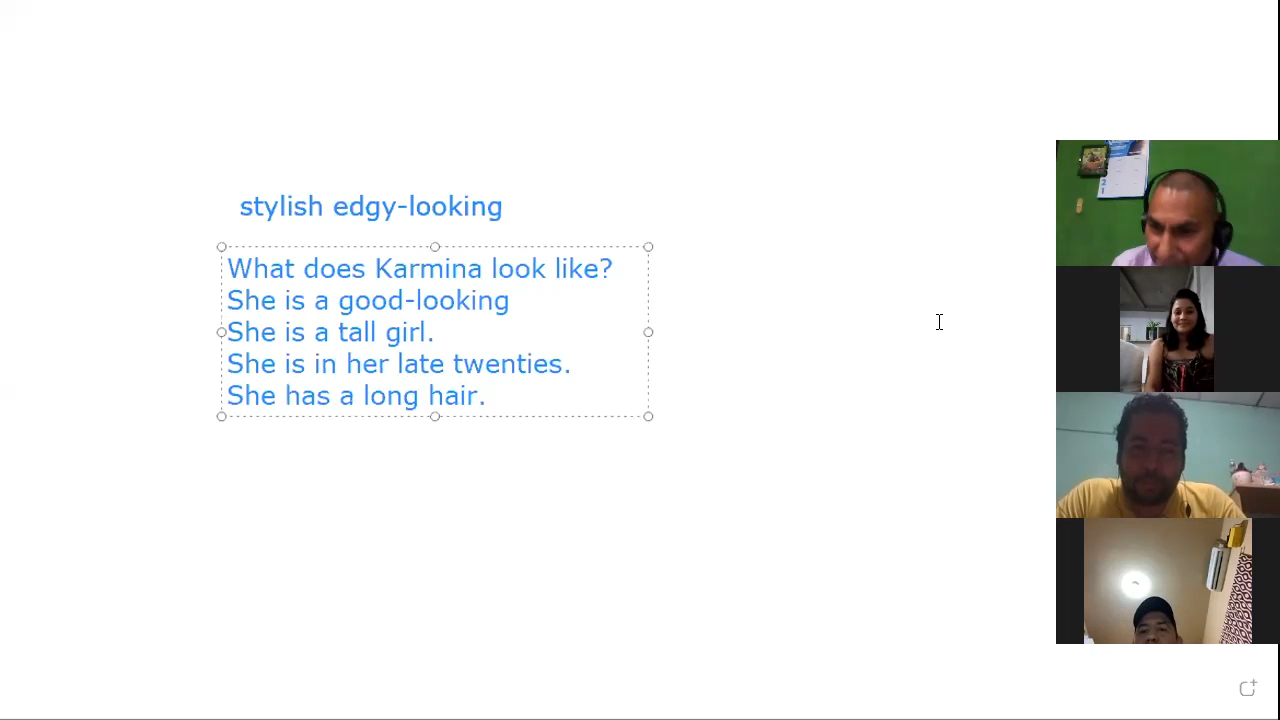 stylish edgy-looking
What does Karmina look like?
She is a good-looking
She is a tall girl.
She is in her late twenties.
She has a long hair.